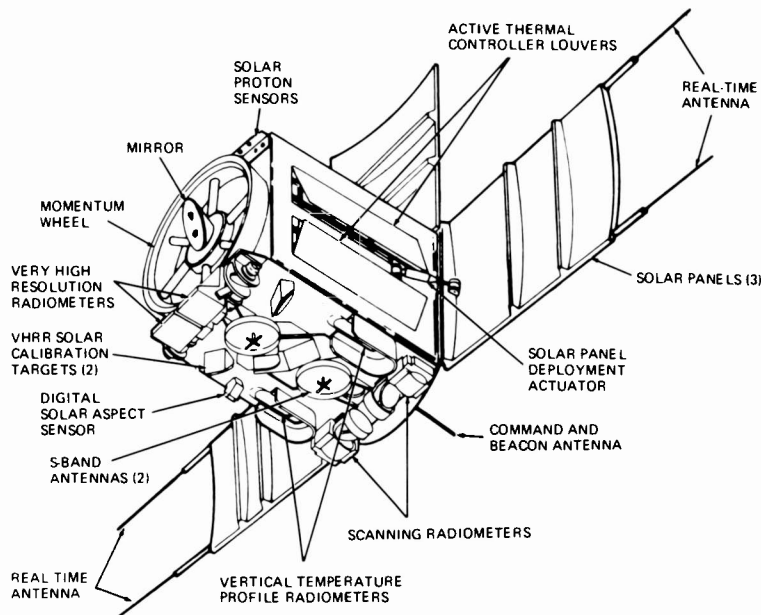 ACTIVE THERMAL
CONTROLLER LOUVERS
SOLAR
PROTON
SENSORS
REAL-TIME
ANTENNA
MIRROR
MOMENTUM
WHEEL
VERY HIGH
RESOLUTION
RADIOMETERS
SOLAR PANELS (3)
VHRR SOLAR
CALIBRATION
TARGETS (2)
SOLAR PANEL
DEPLOYMENT
ACTUATOR
DIGITAL
SOLAR ASPECT
SENSOR
COMMAND AND
BEACON ANTENNA
S-BAND
ANTENNAS (2)
SCANNING RADIOMETERS
REAL TIME
ANTENNA
VERTICAL TEMPERATURE
PROFILE RADIOMETERS